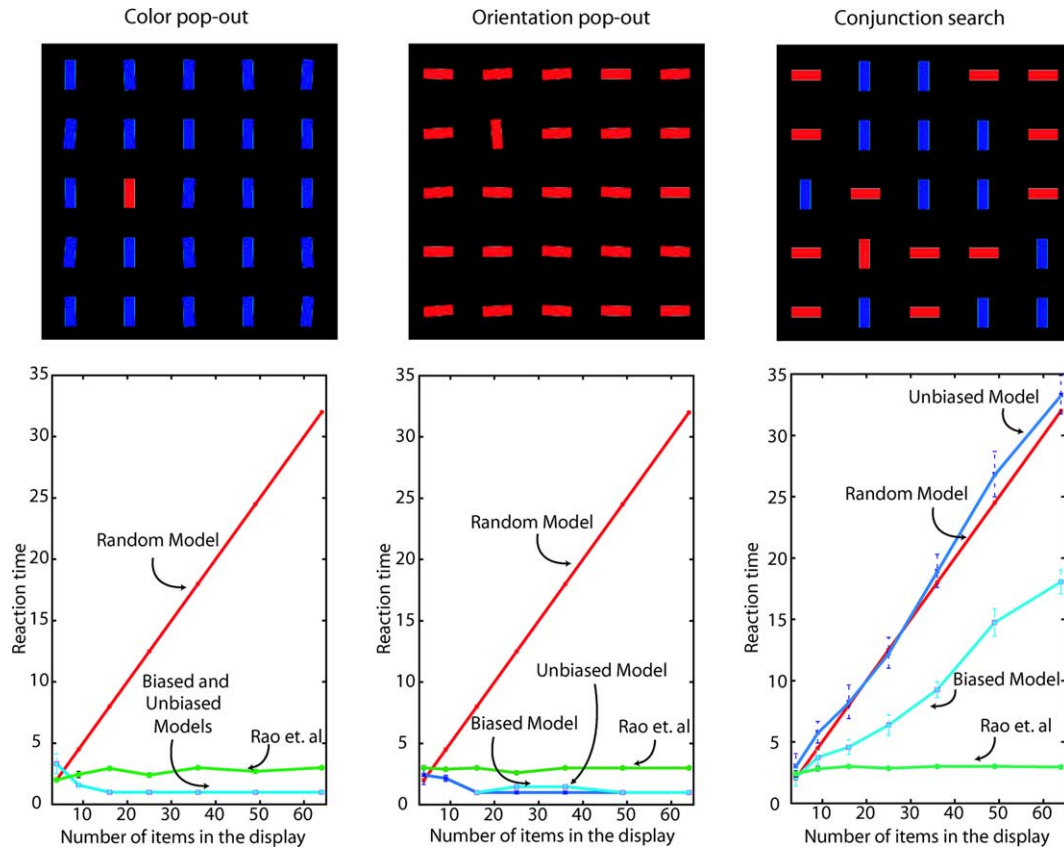 Color pop-out
Orientation pop-out
Conjunction search
35
30
25
20
15
10
5
0
Reaction time
Random Model
Biased and
Unbiased
Models
Rao et. al
10 20 30 40 50 60
Number of items in the display
35
30
25
20
15
10
5
0
Reaction time
Random Model
Unbiased Model
Biased Model
Rao et. al
10 20 30 40 50 60
Number of items in the display
35
30
25
20
15
10
5
0
Reaction time
Unbiased Model
Random Model
Biased Model
Rao et. al
10 20 30 40 50 60
Number of items in the display